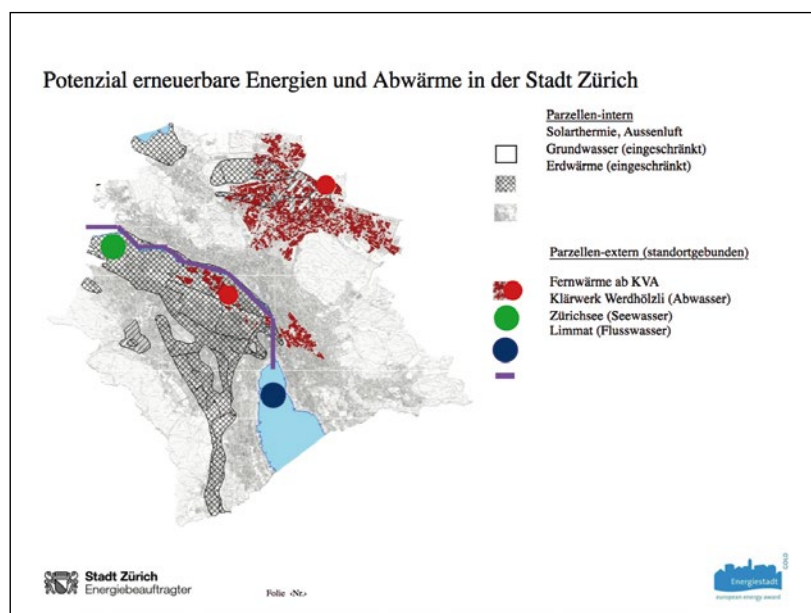 Potenzial erneuerbare Energien und Abwärme in der Stadt Zürich
Parzellen-intern
Solarthermie, Aussenluft
Grundwasser (eingeschränkt)
Erdwärme (eingeschränkt)
Parzellen-extern (standortgebunden)
Fernwärme ab KVA
Klärwerk Werdhölzli (Abwasser)
Zürichsee (Seewasser)
Limmat (Flusswasser)
Stadt Zürich
Energiebeauftragter
Folie ‹Nr.›
Energiestadt
GOLD
european energy award